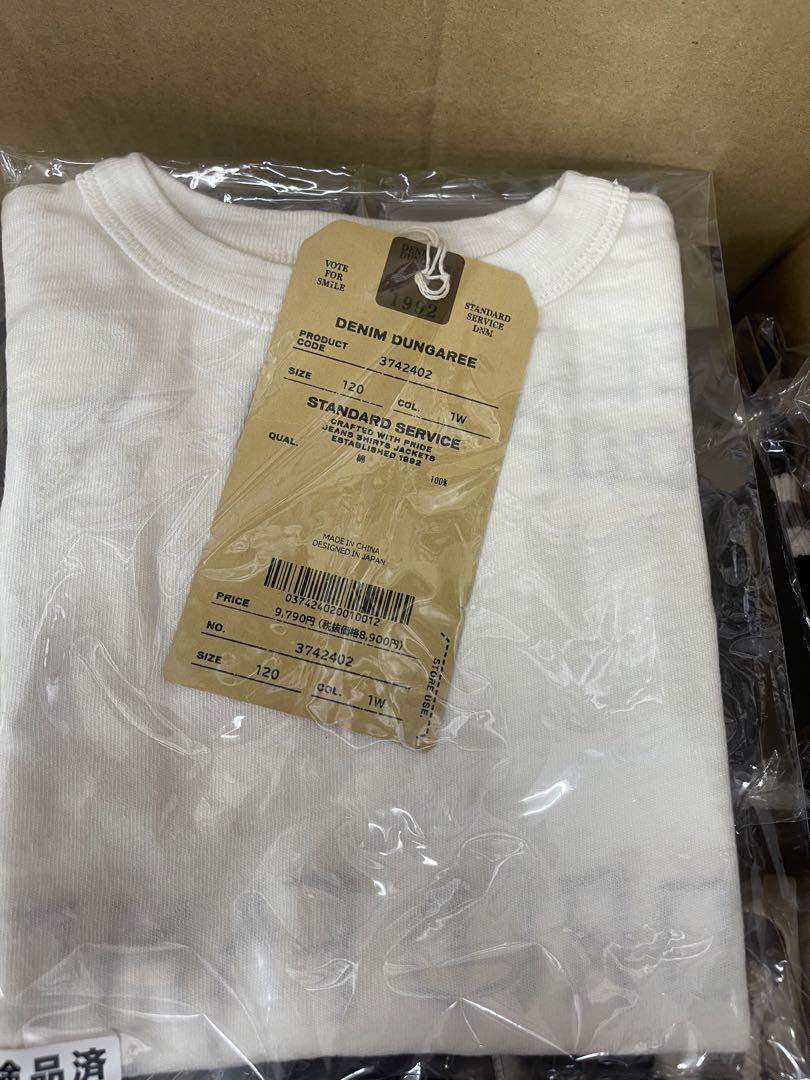 VOTE
FOR
SMiLE
1992
STANDARD
SERVICE
DNM
DENIM DUNGAREE
PRODUCT
CODE 3742402
SIZE 120 COL. 1W
STANDARD SERVICE
CRAFTED WITH PRIDE
JEANS SHIRTS JACKETS
ESTABLISHED 1992
QUAL. 綿 100%
MADE IN CHINA
DESIGNED IN JAPAN
037424020010012
PRICE 9,790円 (税抜価格8,900円)
NO. 3742402
SIZE 120 COL. 1W
STORE USE
品済